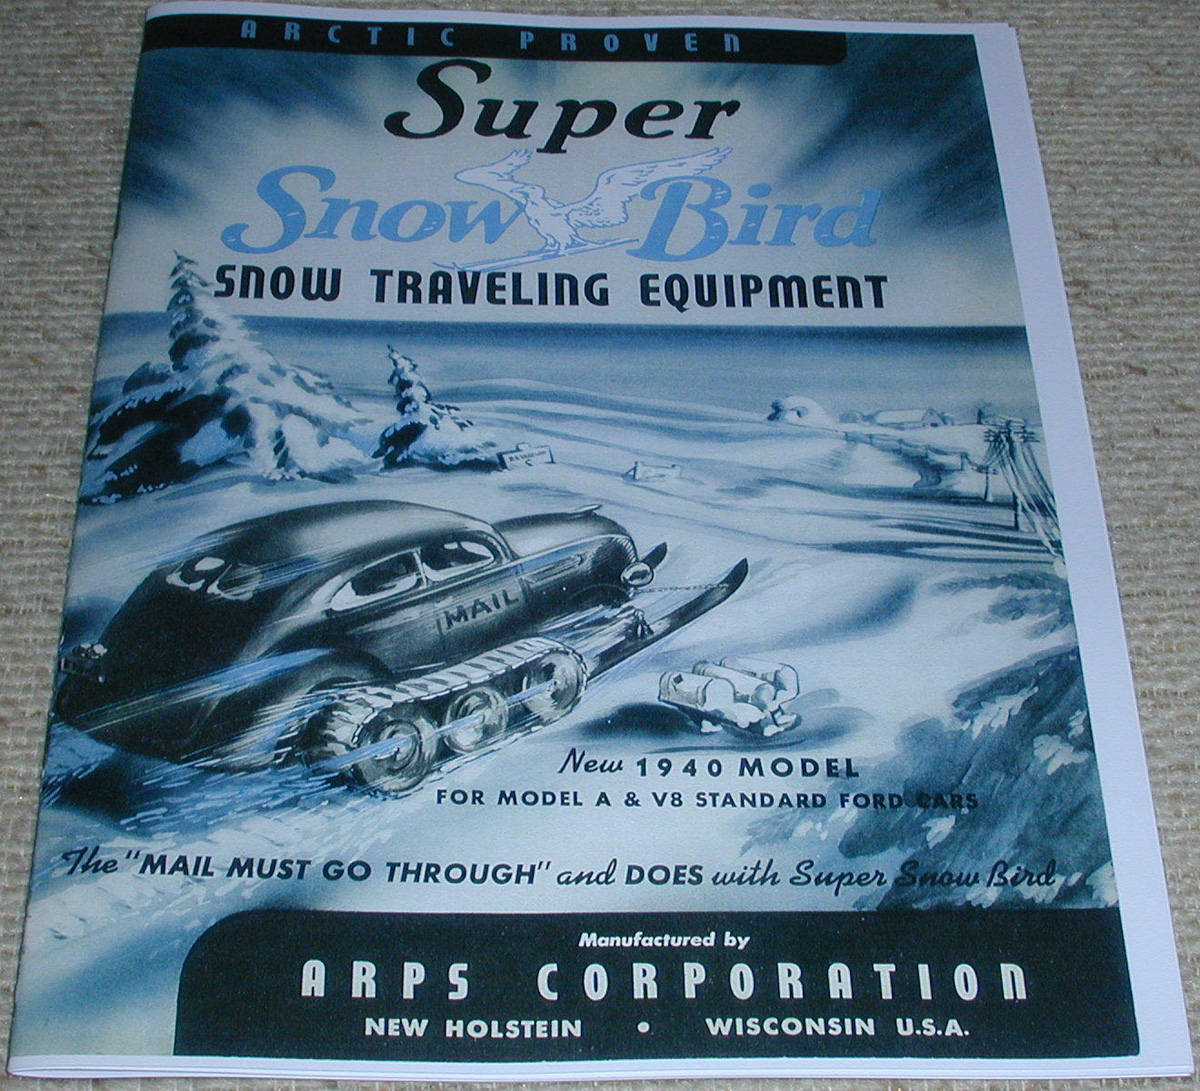 ARCTIC PROVEN
Super
Snow Bird
SNOW TRAVELING EQUIPMENT
MAIL
New 1940 MODEL
FOR MODEL A & V8 STANDARD FORD CARS
The "MAIL MUST GO THROUGH" and DOES with Super Snow Bird
Manufactured by
ARPS CORPORATION
NEW HOLSTEIN • WISCONSIN U.S.A.